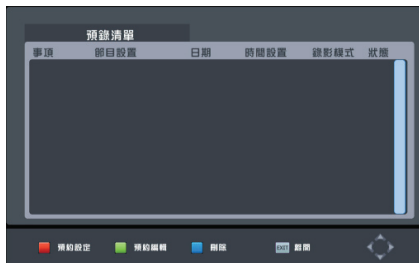 預錄清單
事項 部目設置 日期 時間設置 錄影模式 狀態
預約設定 預約編輯 刪除 EXIT 離開